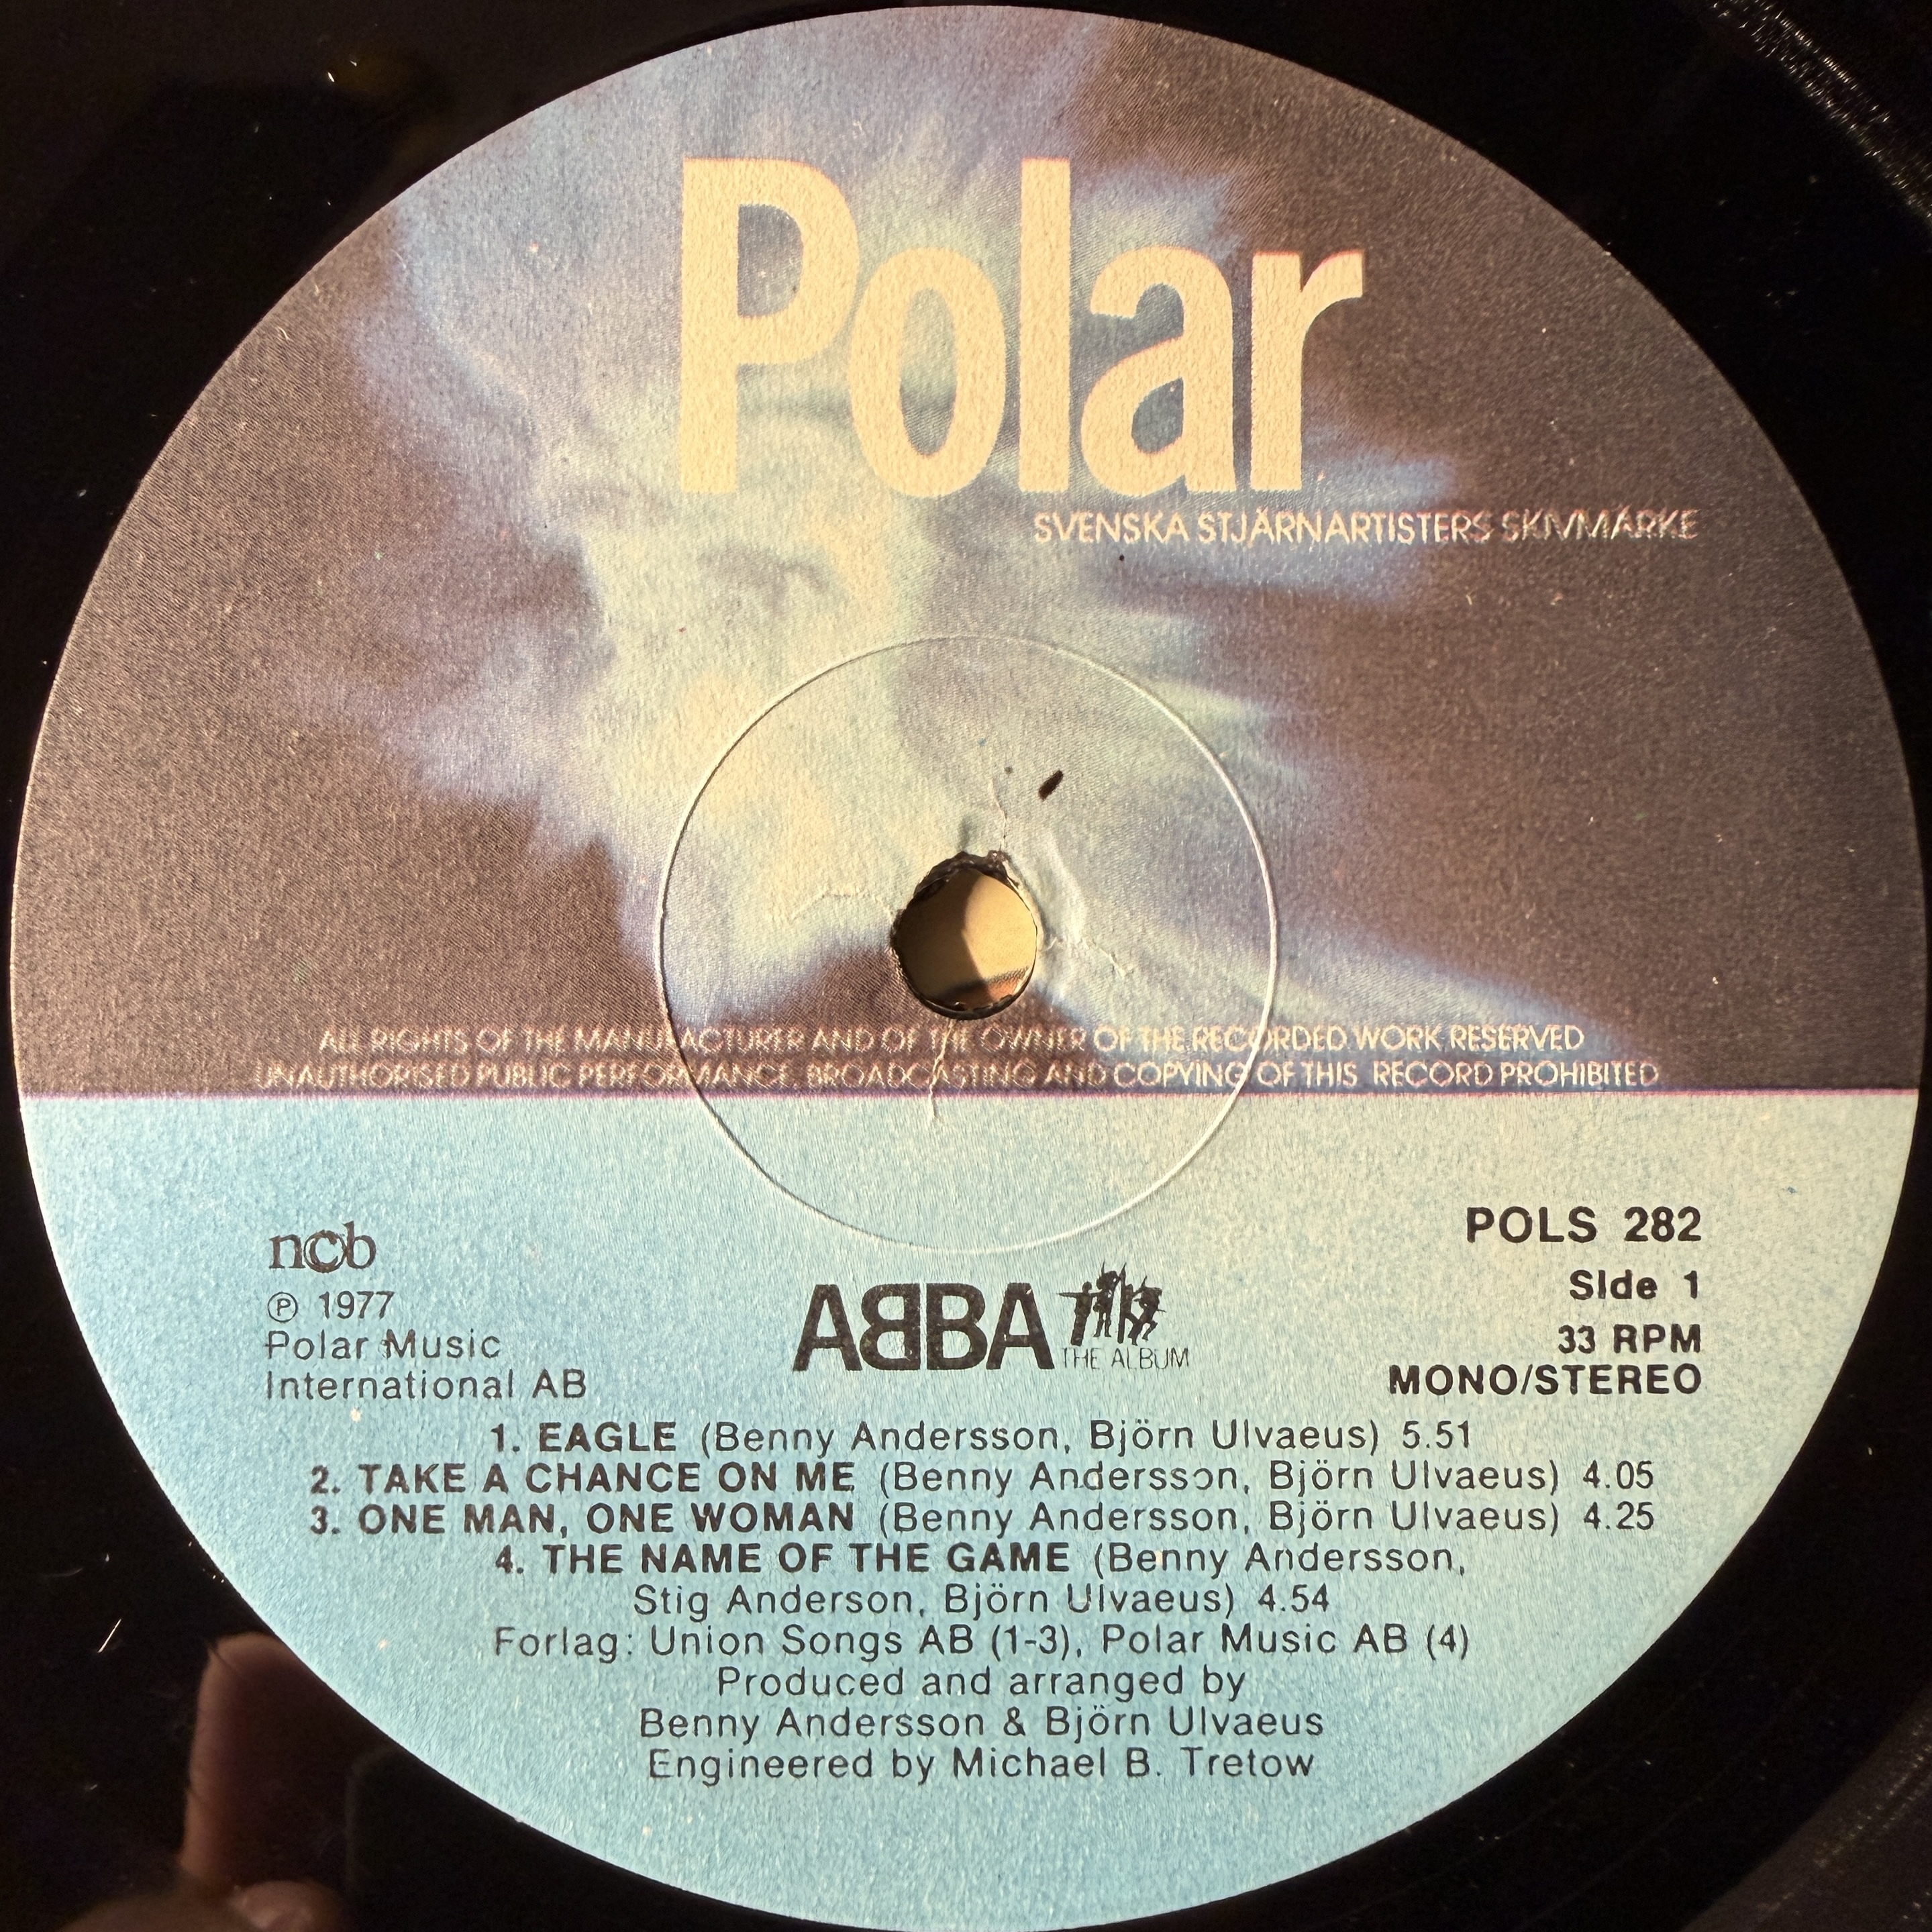 Polar
SVENSKA STJÄRNARTISTERS SKIVMÄRKE
ALL RIGHTS OF THE MANUFACTURER AND OF THE OWNER OF THE RECORDED WORK RESERVED
UNAUTHORISED PUBLIC PERFORMANCE, BROADCASTING AND COPYING OF THIS RECORD PROHIBITED
ncb
Ⓟ 1977
Polar Music
International AB
ABBA
THE ALBUM
POLS 282
Side 1
33 RPM
MONO/STEREO
1. EAGLE (Benny Andersson, Björn Ulvaeus) 5.51
2. TAKE A CHANCE ON ME (Benny Andersson, Björn Ulvaeus) 4.05
3. ONE MAN, ONE WOMAN (Benny Andersson, Björn Ulvaeus) 4.25
4. THE NAME OF THE GAME (Benny Andersson,
Stig Anderson, Björn Ulvaeus) 4.54
Forlag: Union Songs AB (1-3), Polar Music AB (4)
Produced and arranged by
Benny Andersson & Björn Ulvaeus
Engineered by Michael B. Tretow